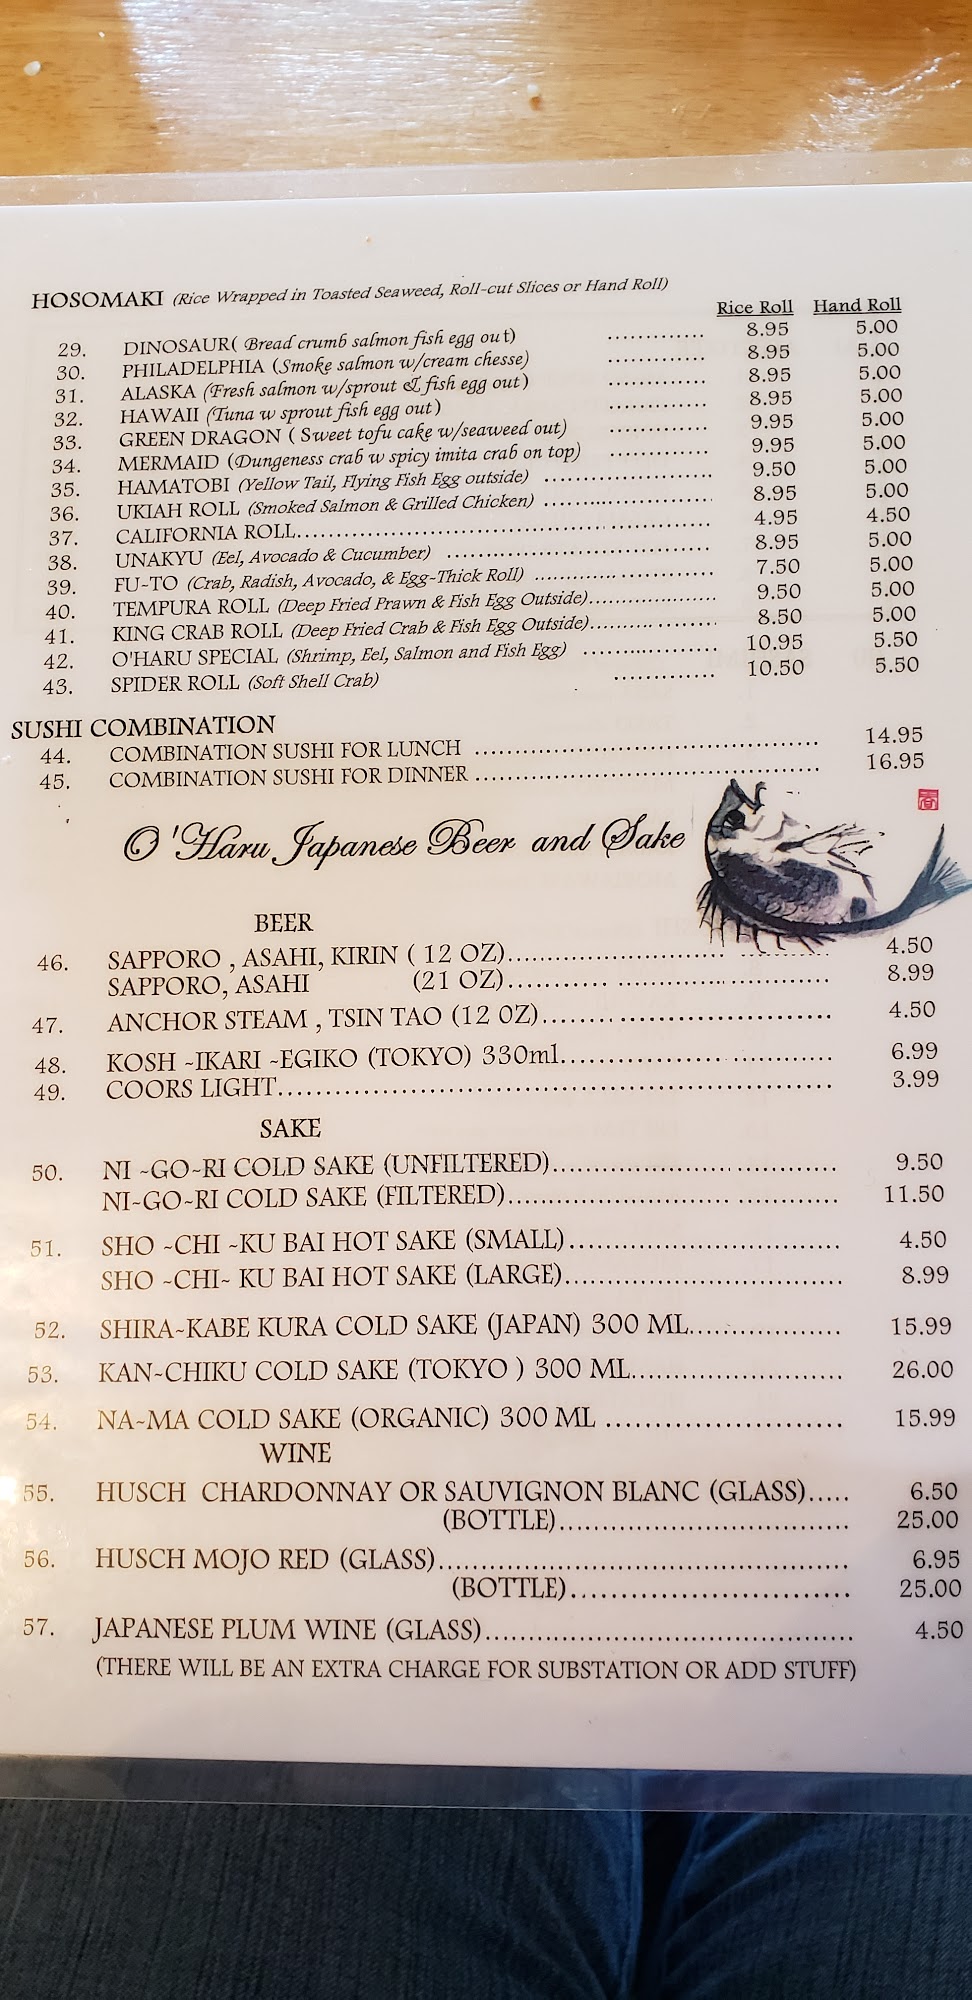 HOSOMAKI (Rice Wrapped in Toasted Seaweed, Roll-cut Slices or Hand Roll)
Rice Roll Hand Roll
29. DINOSAUR( Bread crumb salmon fish egg out) ............ 8.95 5.00
30. PHILADELPHIA (Smoke salmon w/cream chesse) ............ 8.95 5.00
31. ALASKA (Fresh salmon w/sprout & fish egg out) ............ 8.95 5.00
32. HAWAII (Tuna w sprout fish egg out) ............ 8.95 5.00
33. GREEN DRAGON ( Sweet tofu cake w/seaweed out) ............ 9.95 5.00
34. MERMAID (Dungeness crab w spicy imita crab on top) ............ 9.95 5.00
35. HAMATOBI (Yellow Tail, Flying Fish Egg outside) ............ 9.50 5.00
36. UKIAH ROLL (Smoked Salmon & Grilled Chicken) ............ 8.95 5.00
37. CALIFORNIA ROLL............ 4.95 4.50
38. UNAKYU (Eel, Avocado & Cucumber) ............ 8.95 5.00
39. FU-TO (Crab, Radish, Avocado, & Egg-Thick Roll) ............ 7.50 5.00
40. TEMPURA ROLL (Deep Fried Prawn & Fish Egg Outside)............ 9.50 5.00
41. KING CRAB ROLL (Deep Fried Crab & Fish Egg Outside)............ 8.50 5.00
42. O'HARU SPECIAL (Shrimp, Eel, Salmon and Fish Egg) ............ 10.95 5.50
43. SPIDER ROLL (Soft Shell Crab) ............ 10.50 5.50
SUSHI COMBINATION
44. COMBINATION SUSHI FOR LUNCH ............ 14.95
45. COMBINATION SUSHI FOR DINNER ............ 16.95
O'Haru Japanese Beer and Sake
BEER
46. SAPPORO , ASAHI, KIRIN ( 12 OZ)............ 4.50
SAPPORO, ASAHI (21 OZ)............ 8.99
47. ANCHOR STEAM , TSIN TAO (12 0Z)............ 4.50
48. KOSH ~IKARI ~EGIKO (TOKYO) 330ml............ 6.99
49. COORS LIGHT............ 3.99
SAKE
50. NI ~GO~RI COLD SAKE (UNFILTERED)............ 9.50
NI~GO~RI COLD SAKE (FILTERED)............ 11.50
51. SHO ~CHI ~KU BAI HOT SAKE (SMALL)............ 4.50
SHO ~CHI~ KU BAI HOT SAKE (LARGE)............ 8.99
52. SHIRA~KABE KURA COLD SAKE (JAPAN) 300 ML............ 15.99
53. KAN~CHIKU COLD SAKE (TOKYO ) 300 ML............ 26.00
54. NA~MA COLD SAKE (ORGANIC) 300 ML ............ 15.99
WINE
55. HUSCH CHARDONNAY OR SAUVIGNON BLANC (GLASS)..... 6.50
(BOTTLE)............ 25.00
56. HUSCH MOJO RED (GLASS)............ 6.95
(BOTTLE)............ 25.00
57. JAPANESE PLUM WINE (GLASS)............ 4.50
(THERE WILL BE AN EXTRA CHARGE FOR SUBSTATION OR ADD STUFF)